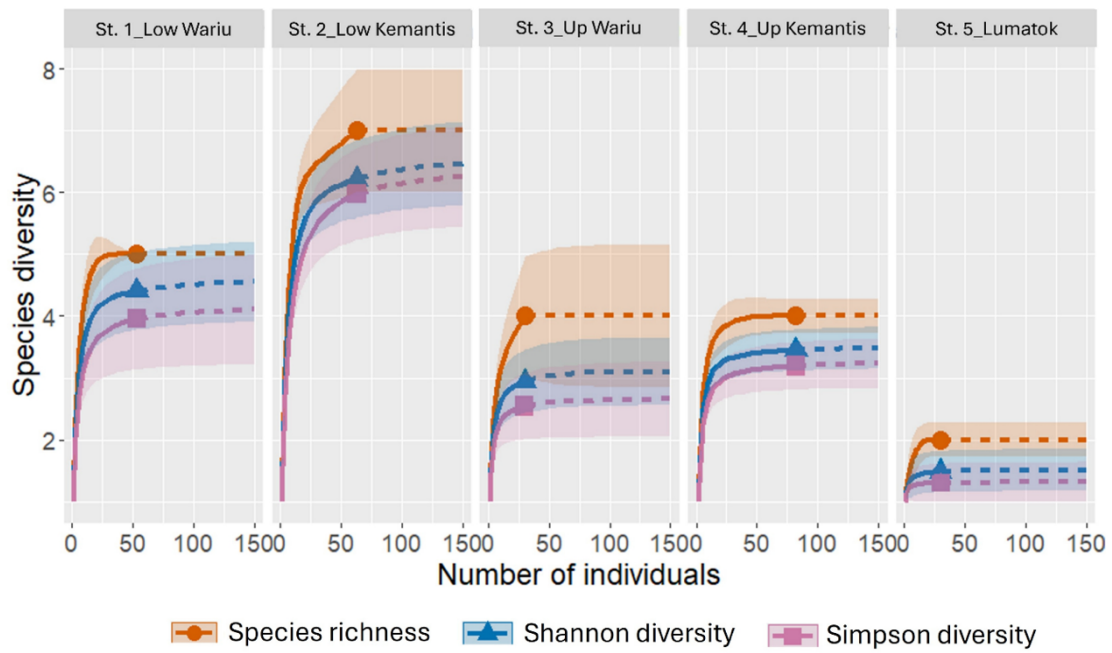 St. 1_Low Wariu St. 2_Low Kemantis St. 3_Up Wariu St. 4_Up Kemantis St. 5_Lumatok
8
6
4
2
Species diversity
0 50 100 150 0 50 100 150 0 50 100 150 0 50 100 150 0 50 100 150
Number of individuals
Species richness Shannon diversity Simpson diversity